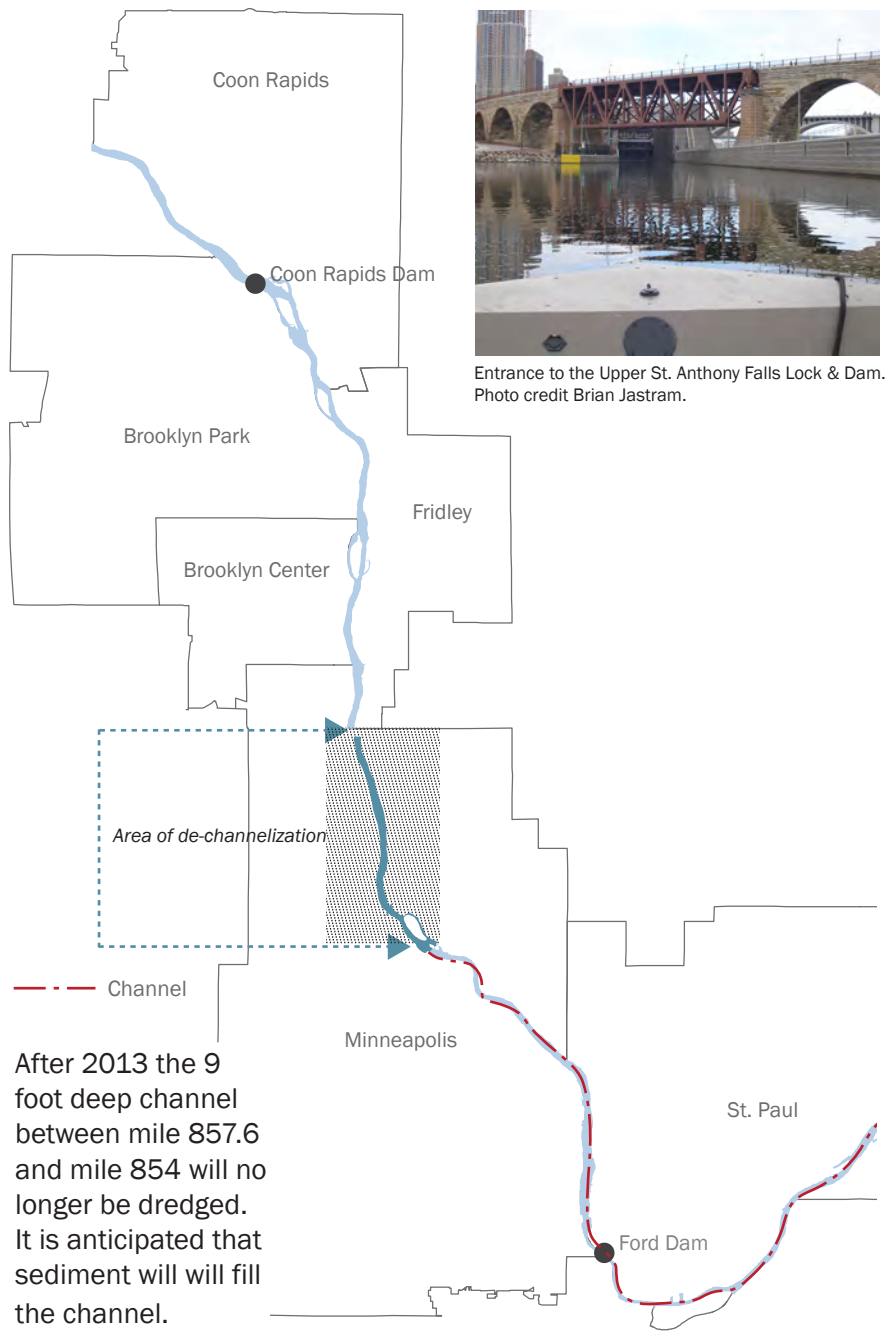 Coon Rapids
Coon Rapids Dam
Entrance to the Upper St. Anthony Falls Lock & Dam.
Photo credit Brian Jastram.
Brooklyn Park
Fridley
Brooklyn Center
Area of de-channelization
Channel
Minneapolis
After 2013 the 9
foot deep channel
between mile 857.6
and mile 854 will no
longer be dredged.
It is anticipated that
sediment will will fill
the channel.
St. Paul
Ford Dam